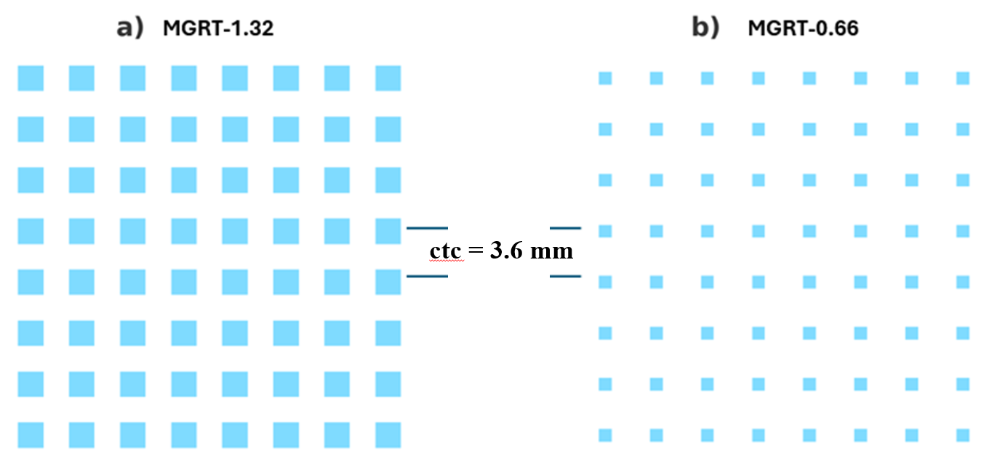 a) MGRT-1.32
b) MGRT-0.66
ctc = 3.6 mm